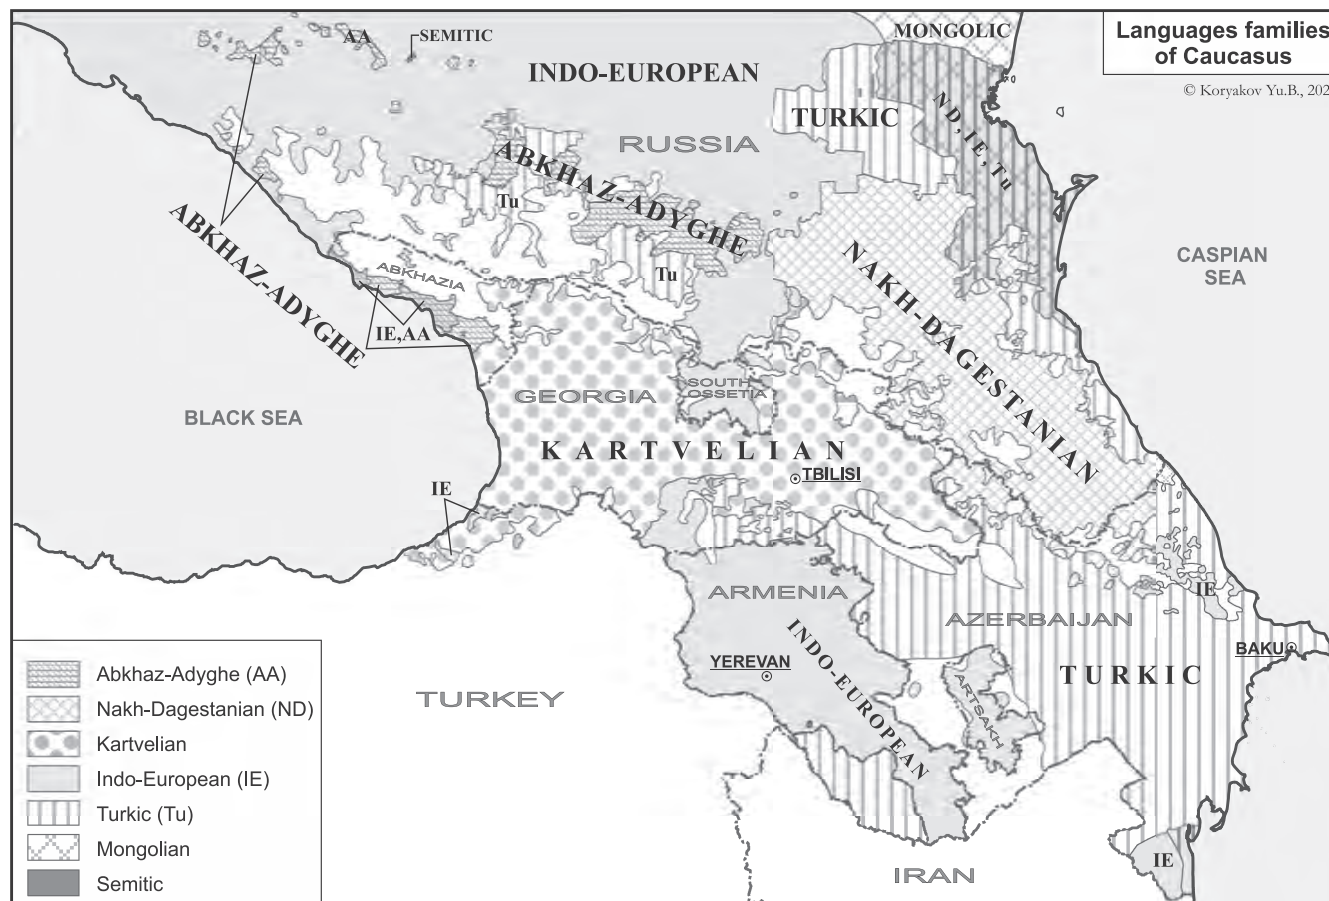 Languages families
of Caucasus
© Koryakov Yu.B., 202
AA
SEMITIC
MONGOLIC
INDO-EUROPEAN
TURKIC
ND, IE, Tu
RUSSIA
ABKHAZ-ADYGHE
Tu
Tu
ABKHAZ-ADYGHE
ABKHAZIA
IE,AA
NAKH-DAGESTANIAN
CASPIAN
SEA
BLACK SEA
GEORGIA
SOUTH
OSSETIA
KARTVELIAN
TBILISI
IE
ARMENIA
AZERBAIJAN
IE
INDO-EUROPEAN
YEREVAN
BAKU
TURKIC
ARTSAKH
TURKEY
IRAN
IE
Abkhaz-Adyghe (AA)
Nakh-Dagestanian (ND)
Kartvelian
Indo-European (IE)
Turkic (Tu)
Mongolian
Semitic